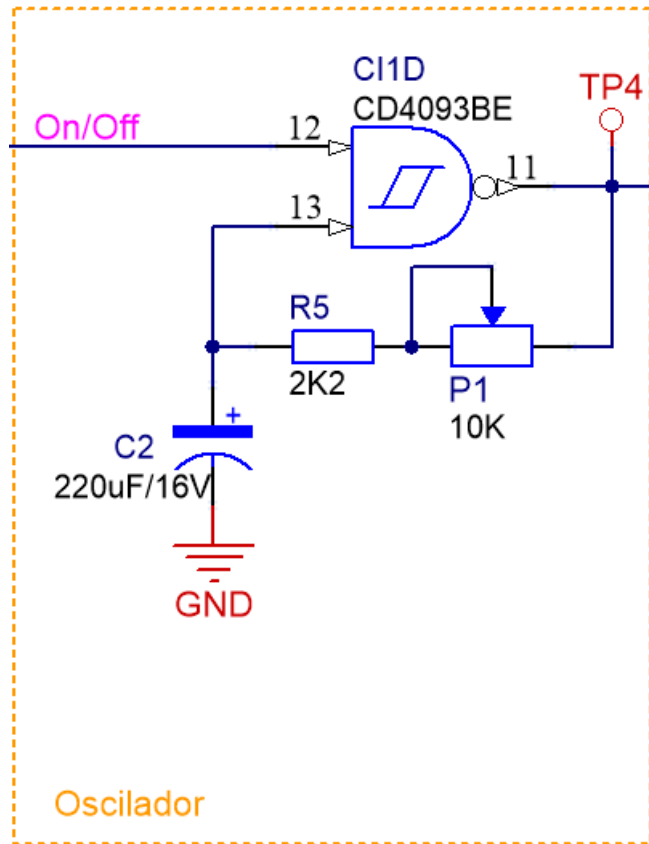 CI1D
CD4093BE
TP4
On/Off
12
11
13
R5
2K2
P1
10K
+
C2
220uF/16V
GND
Oscilador